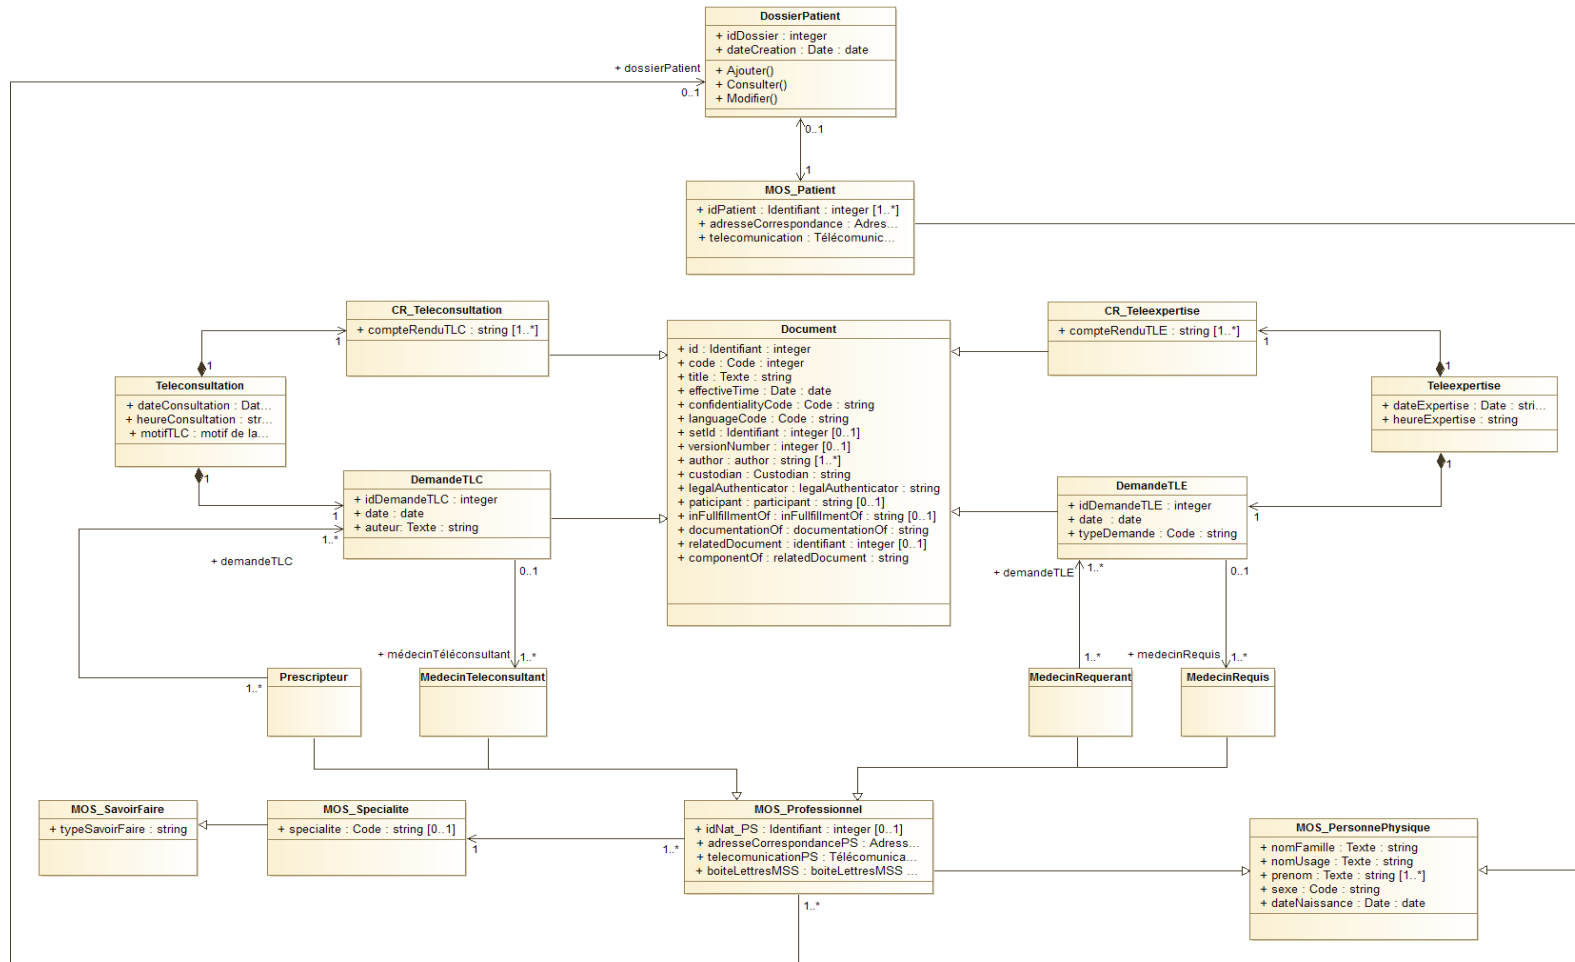 DossierPatient
+ idDossier : integer
+ dateCreation : Date : date
+ Ajouter()
+ Consulter()
+ Modifier()
+ dossierPatient
0..1
0..1
1
MOS_Patient
+ idPatient : Identifiant : integer [1..*]
+ adresseCorrespondance : Adres...
+ telecomunication : Télécomunic...
CR_Teleconsultation
+ compteRenduTLC : string [1..*]
1
1
Teleconsultation
+ dateConsultation : Dat...
+ heureConsultation : str...
+ motifTLC : motif de la...
1
1
DemandeTLC
+ idDemandeTLC : integer
+ date : date
+ auteur: Texte : string
1..*
+ demandeTLC
0..1
Document
+ id : Identifiant : integer
+ code : Code : integer
+ title : Texte : string
+ effectiveTime : Date : date
+ confidentialityCode : Code : string
+ languageCode : Code : string
+ setId : Identifiant : integer [0..1]
+ versionNumber : integer [0..1]
+ author : author : string [1..*]
+ custodian : Custodian : string
+ legalAuthenticator : legalAuthenticator : string
+ paticipant : participant : string [0..1]
+ inFullfillmentOf : inFullfillmentOf : string [0..1]
+ documentationOf : documentationOf : string
+ relatedDocument : identifiant : integer [0..1]
+ componentOf : relatedDocument : string
CR_Teleexpertise
+ compteRenduTLE : string [1..*]
1
1
Teleexpertise
+ dateExpertise : Date : stri...
+ heureExpertise : string
1
1
DemandeTLE
+ idDemandeTLE : integer
+ date : date
+ typeDemande : Code : string
+ demandeTLE
1..*
0..1
+ médecinTéléconsultant
1..*
1..*
+ medecinRequis
1..*
1..*
Prescripteur
MedecinTeleconsultant
MedecinRequerant
MedecinRequis
MOS_SavoirFaire
+ typeSavoirFaire : string
MOS_Specialite
+ specialite : Code : string [0..1]
1
1..*
MOS_Professionnel
+ idNat_PS : Identifiant : integer [0..1]
+ adresseCorrespondancePS : Adress...
+ telecomunicationPS : Télécomunica...
+ boiteLettresMSS : boiteLettresMSS ...
1..*
MOS_PersonnePhysique
+ nomFamille : Texte : string
+ nomUsage : Texte : string
+ prenom : Texte : string [1..*]
+ sexe : Code : string
+ dateNaissance : Date : date